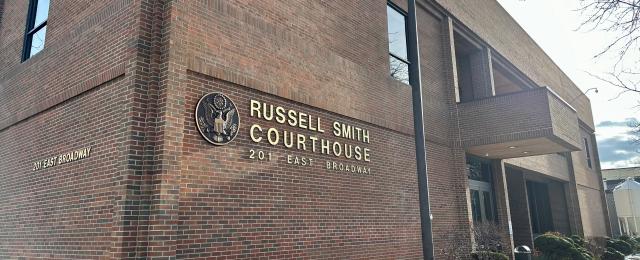 201 EAST BROADWAY
RUSSELL SMITH
COURTHOUSE
201 EAST BROADWAY